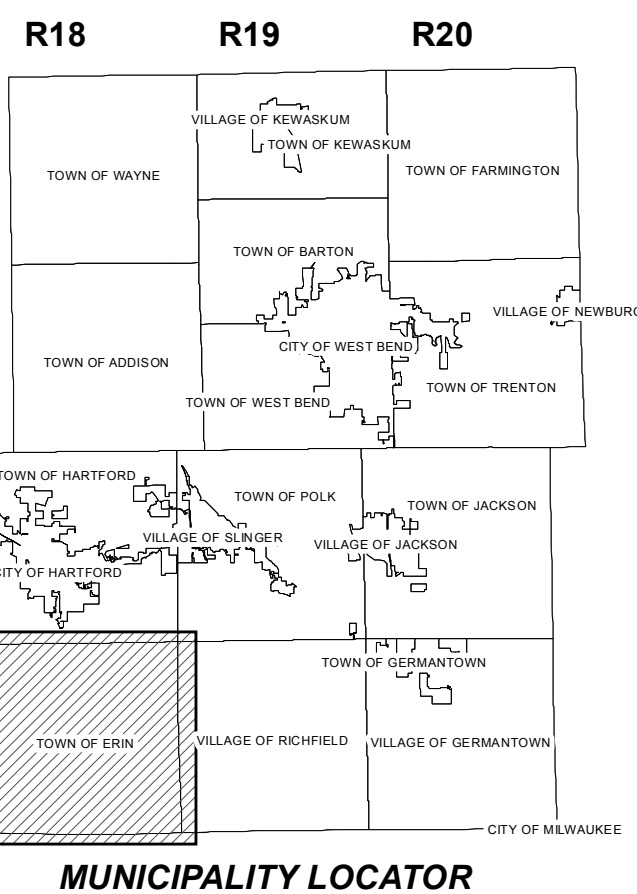 R18 R19 R20
VILLAGE OF KEWASKUM
TOWN OF KEWASKUM
TOWN OF WAYNE
TOWN OF FARMINGTON
TOWN OF BARTON
VILLAGE OF NEWBURG
CITY OF WEST BEND
TOWN OF ADDISON
TOWN OF TRENTON
TOWN OF WEST BEND
TOWN OF HARTFORD
TOWN OF POLK
TOWN OF JACKSON
VILLAGE OF SLINGER
VILLAGE OF JACKSON
CITY OF HARTFORD
TOWN OF GERMANTOWN
TOWN OF ERIN
VILLAGE OF RICHFIELD
VILLAGE OF GERMANTOWN
CITY OF MILWAUKEE
MUNICIPALITY LOCATOR